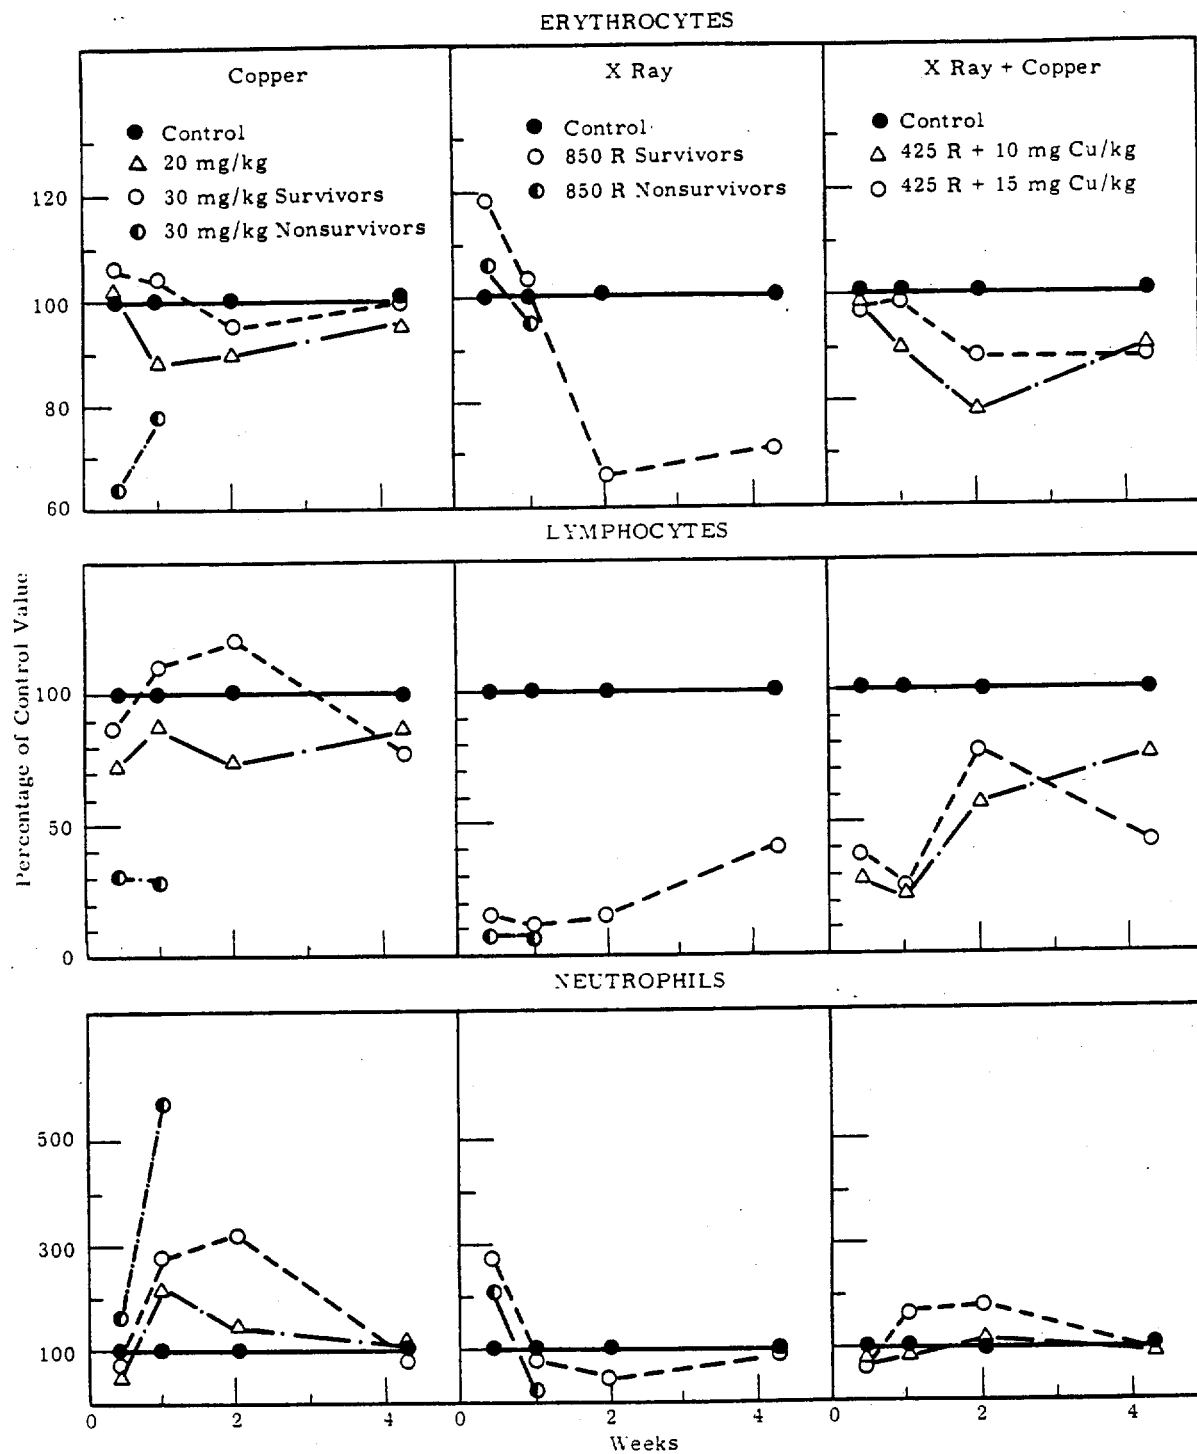 ERYTHROCYTES
Copper
Control
20 mg/kg
30 mg/kg Survivors
30 mg/kg Nonsurvivors
X Ray
Control
850 R Survivors
850 R Nonsurvivors
X Ray + Copper
Control
425 R + 10 mg Cu/kg
425 R + 15 mg Cu/kg
120
100
80
60
LYMPHOCYTES
Percentage of Control Value
100
50
0
NEUTROPHILS
500
300
100
0 2 4 0 2 4 0 2 4
Weeks